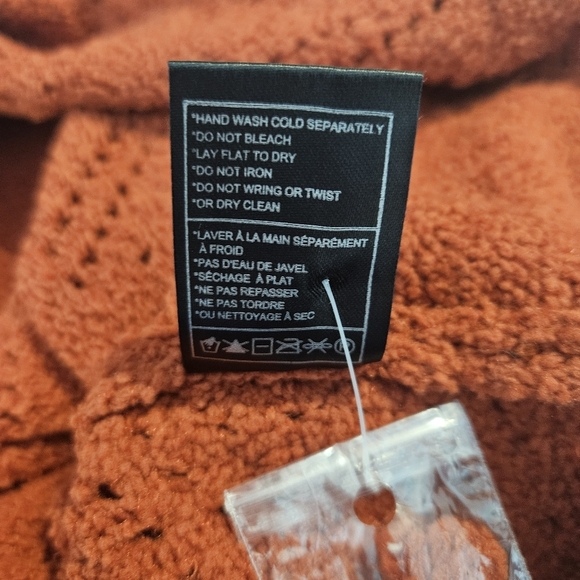 *HAND WASH COLD SEPARATELY
*DO NOT BLEACH
*LAY FLAT TO DRY
*DO NOT IRON
*DO NOT WRING OR TWIST
*OR DRY CLEAN
*LAVER À LA MAIN SÉPARÉMENT
À FROID
*PAS D'EAU DE JAVEL
*SÉCHAGE À PLAT
*NE PAS REPASSER
*NE PAS TORDRE
*OU NETTOYAGE À SEC